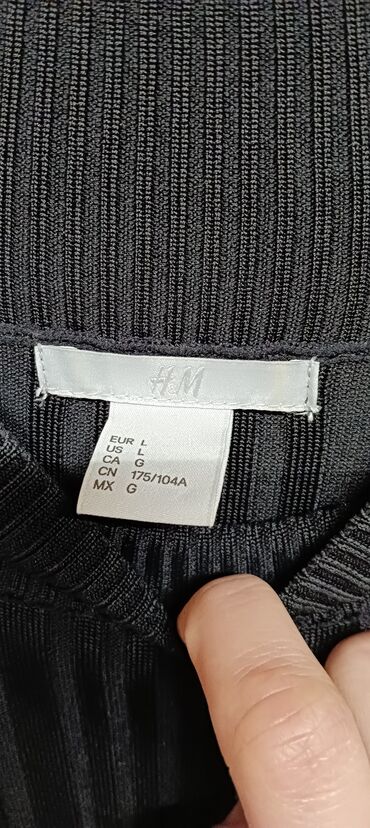 H&M
EUR L
US L
CA G
CN 175/104A
MX G